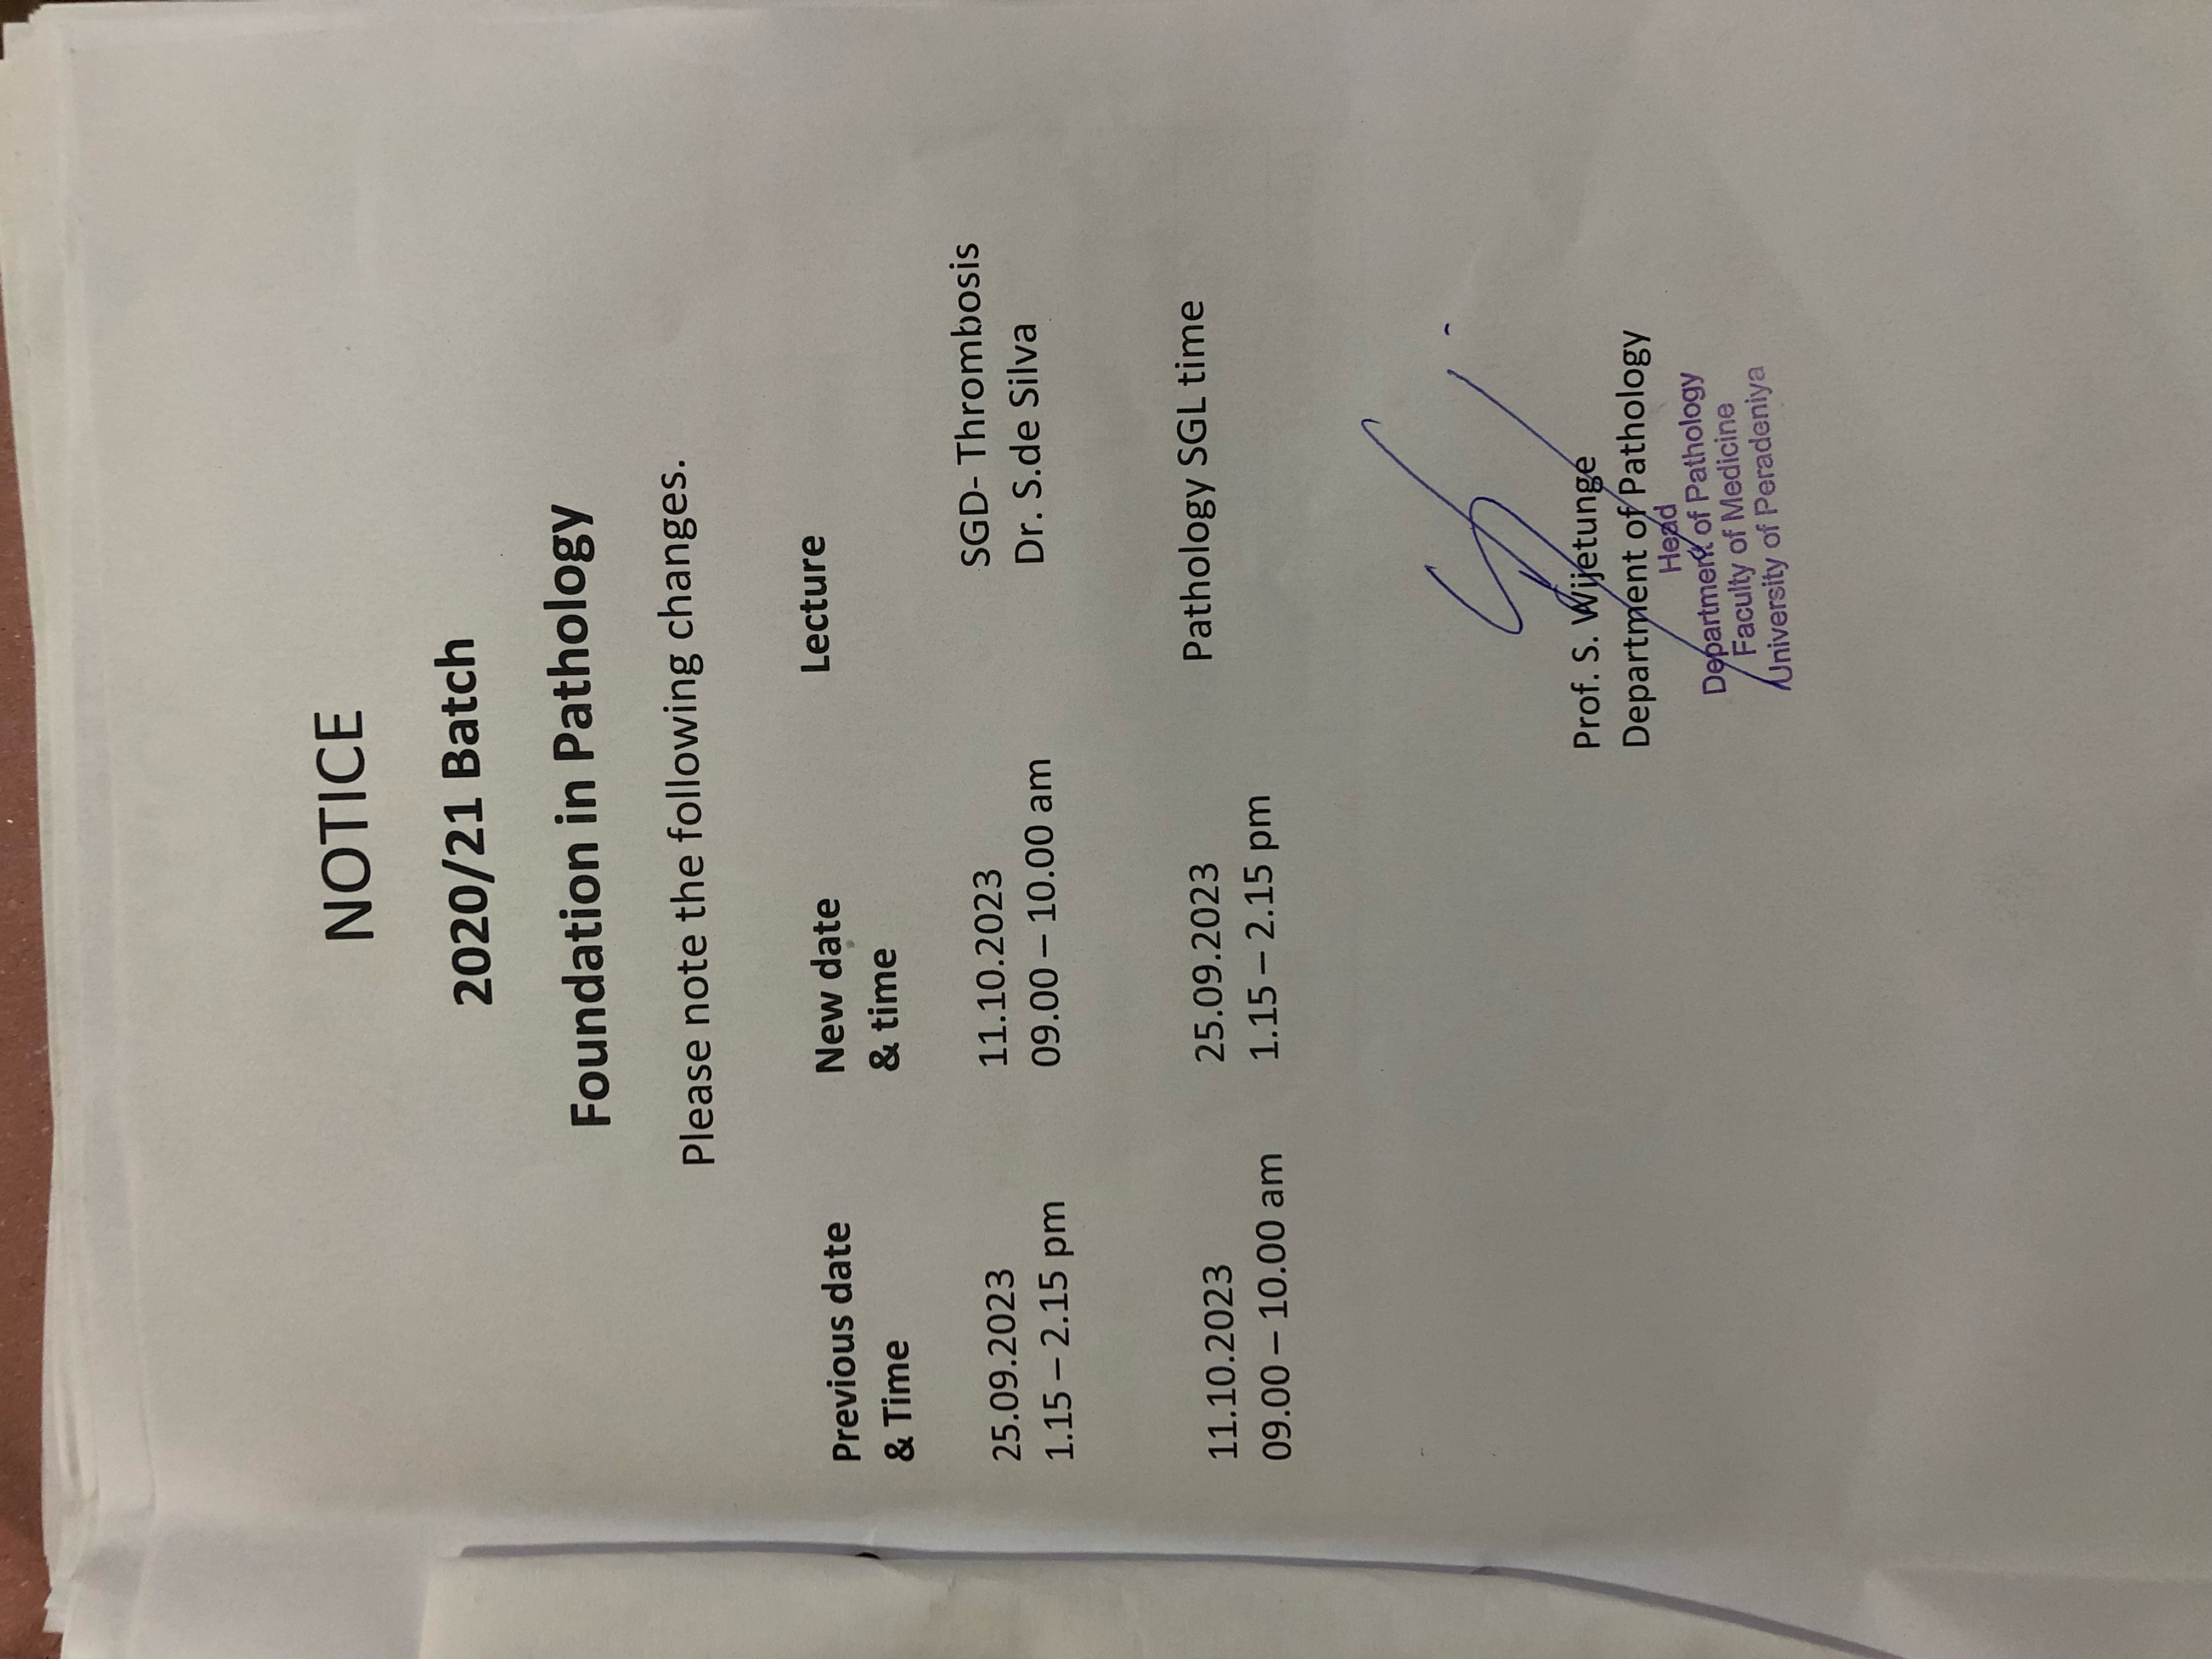 NOTICE
2020/21 Batch
Foundation in Pathology
Please note the following changes.
Previous date New date Lecture
& Time & time
25.09.2023 11.10.2023 SGD- Thrombosis
1.15 – 2.15 pm 09.00 – 10.00 am Dr. S.de Silva
11.10.2023 25.09.2023 Pathology SGL time
09.00 – 10.00 am 1.15 – 2.15 pm
Prof. S. Wijetunge
Department of Pathology
Head
Department of Pathology
Faculty of Medicine
University of Peradeniya